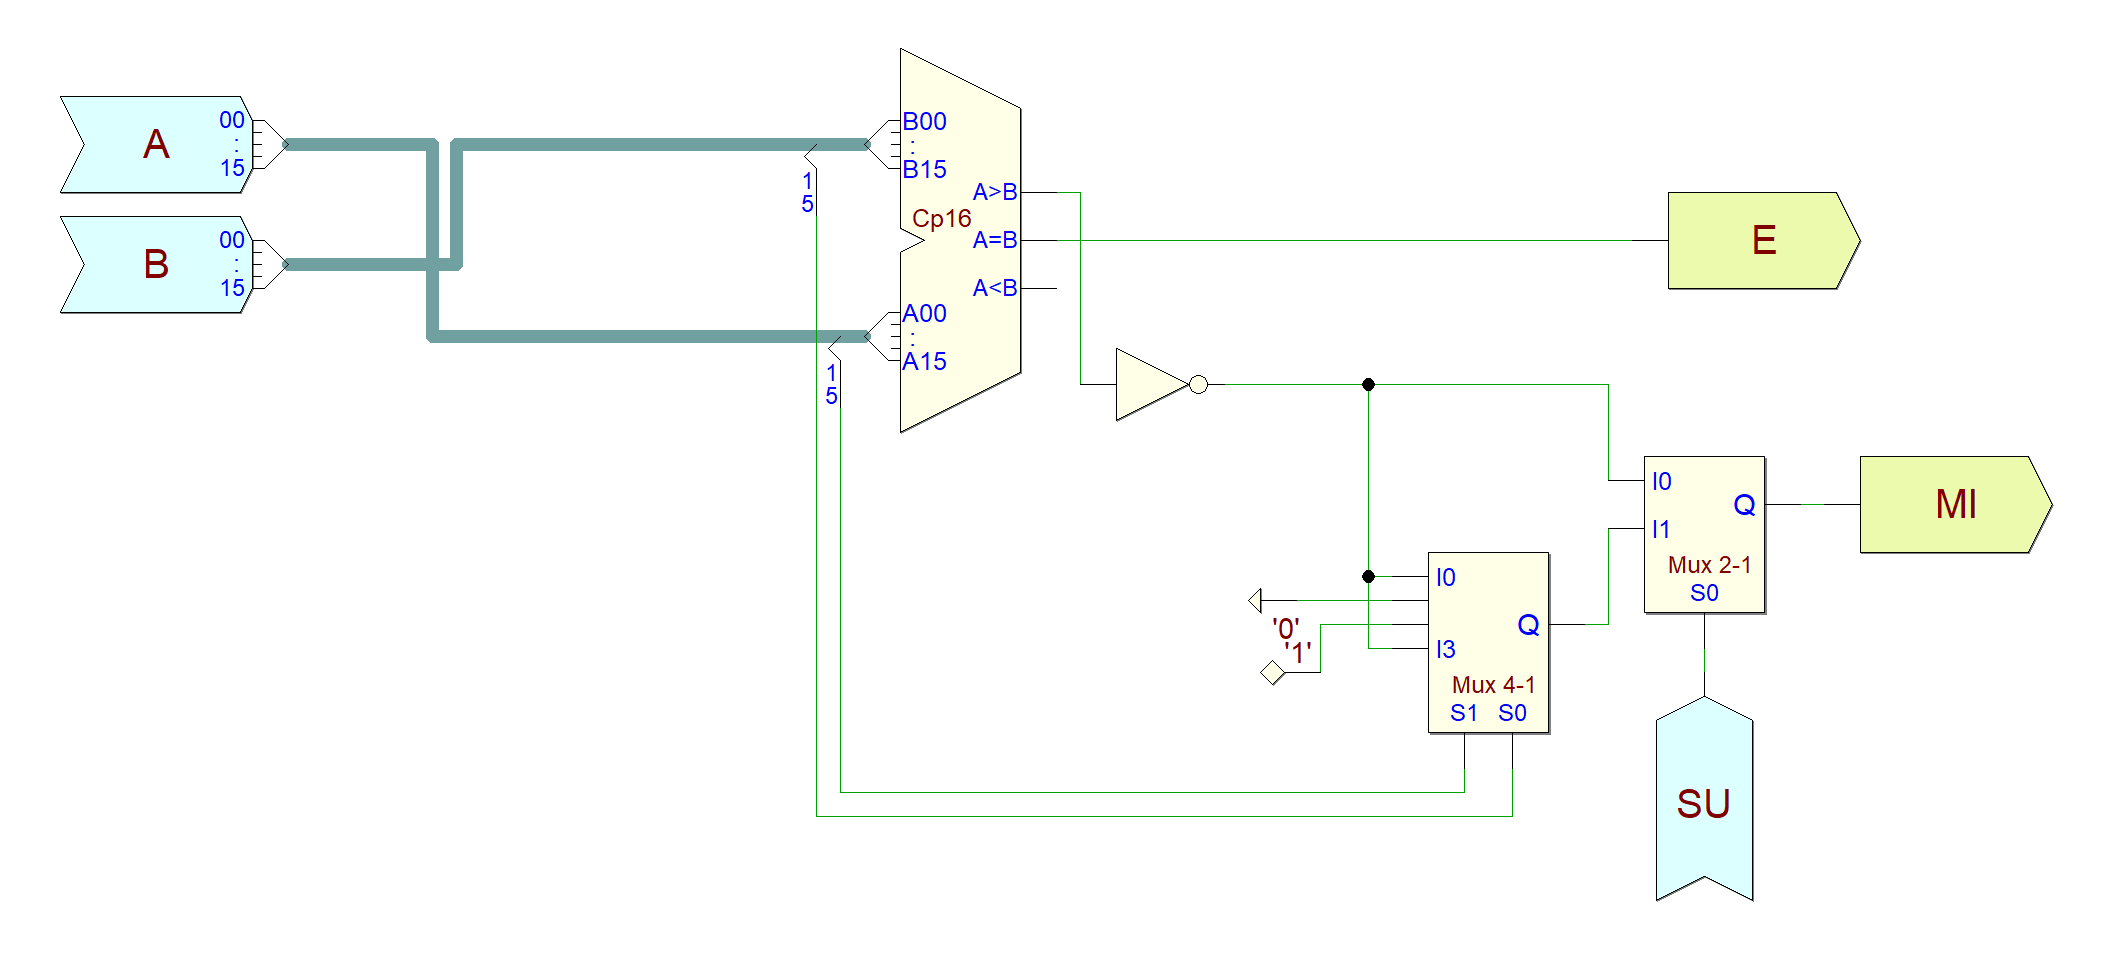 A
00
:
15
B
00
:
15
1
5
1
5
B00
:
B15
Cp16
A>B
A=B
A<B
A00
:
A15
E
I0
I1
Q
Mux 2-1
S0
MI
'0'
'1'
I0
I3
Q
Mux 4-1
S1 S0
SU